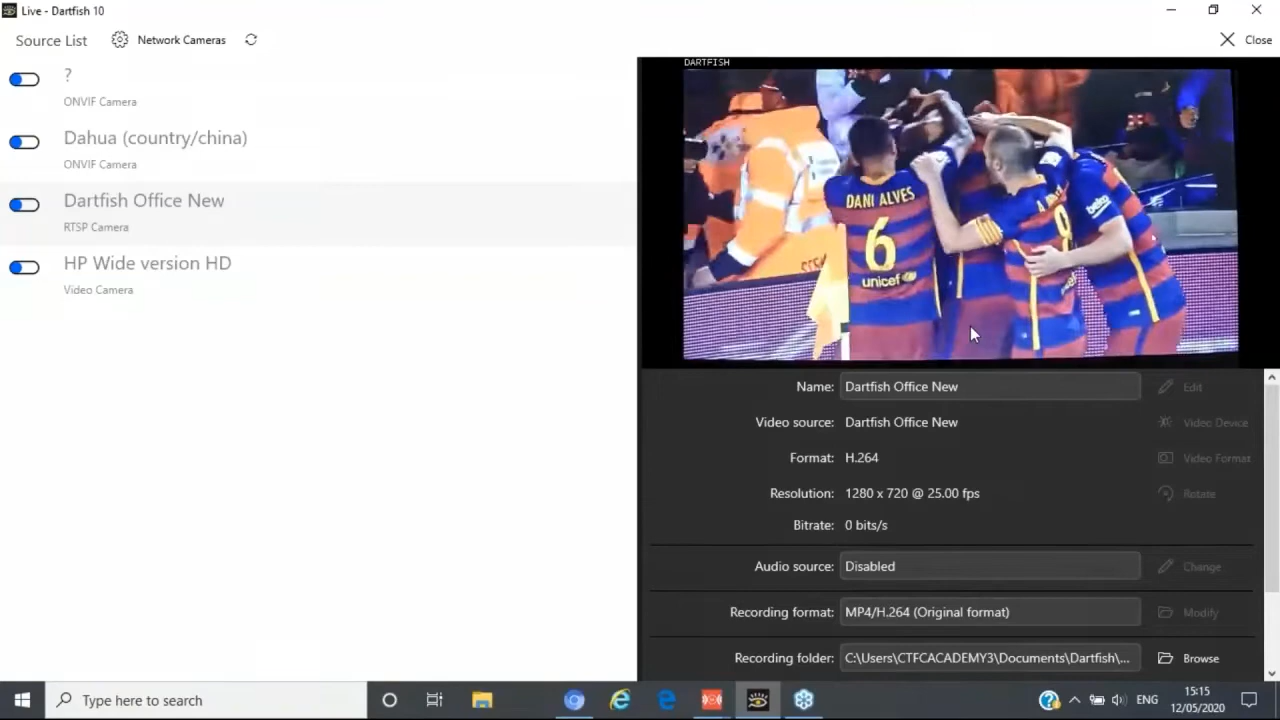 Live - Dartfish 10
Source List
Network Cameras
Close
?
ONVIF Camera
Dahua (country/china)
ONVIF Camera
Dartfish Office New
RTSP Camera
HP Wide version HD
Video Camera
DARTFISH
DANI ALVES
6
unicef
beko
Name: Dartfish Office New Edit
Video source: Dartfish Office New Video Device
Format: H.264 Video Format
Resolution: 1280 x 720 @ 25.00 fps Rotate
Bitrate: 0 bits/s
Audio source: Disabled Change
Recording format: MP4/H.264 (Original format) Modify
Recording folder: C:\Users\CTFCACADEMY3\Documents\Dartfish\... Browse
Type here to search
ENG
15:15
12/05/2020